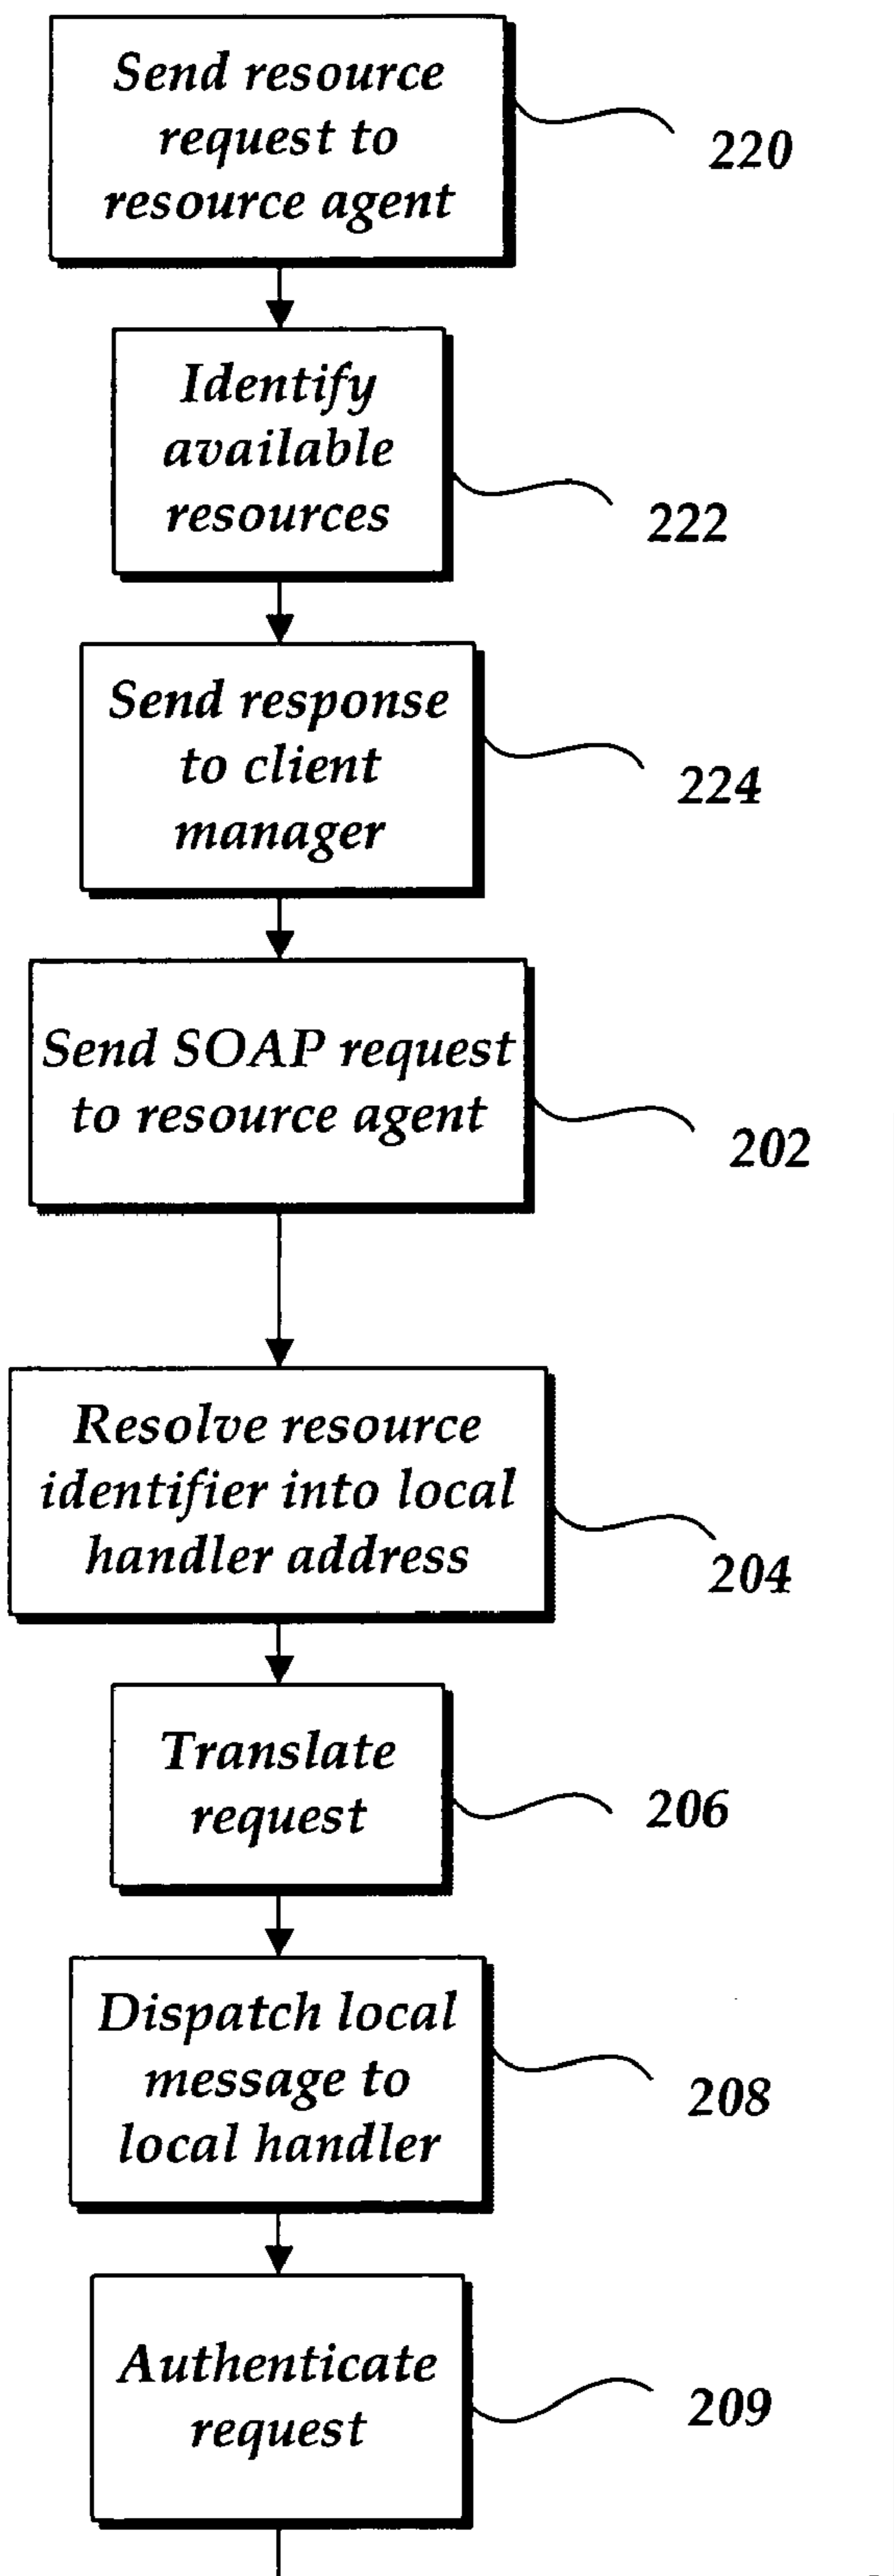 Send resource
request to
resource agent
220
Identify
available
resources
222
Send response
to client
manager
224
Send SOAP request
to resource agent
202
Resolve resource
identifier into local
handler address
204
Translate
request
206
Dispatch local
message to
local handler
208
Authenticate
request
209